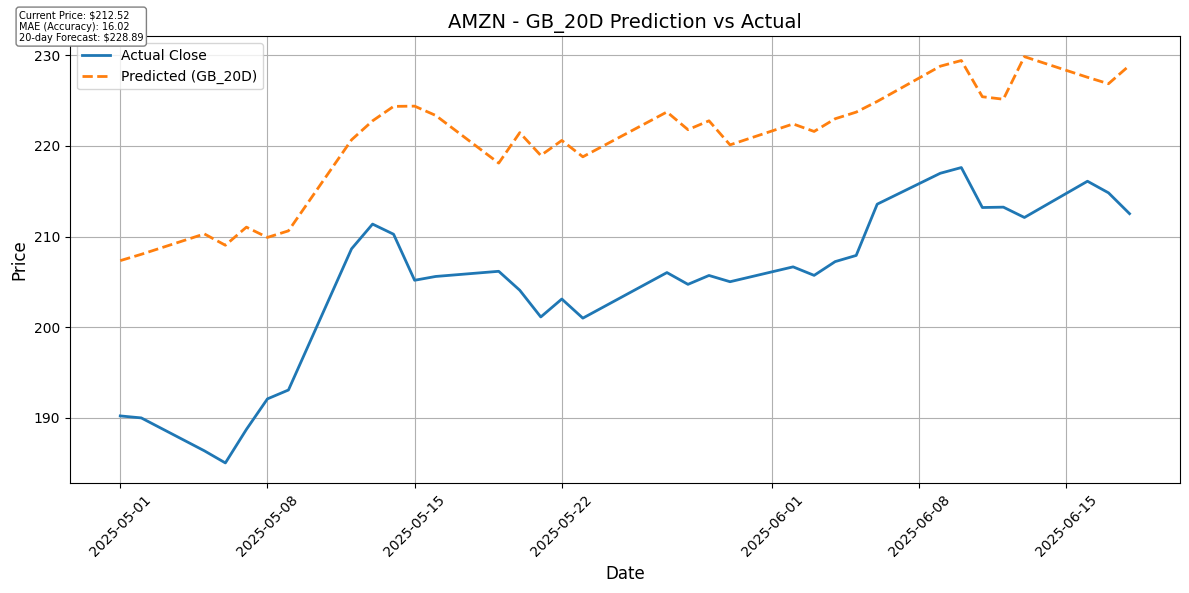 AMZN - GB_20D Prediction vs Actual
Current Price: $212.52
MAE (Accuracy): 16.02
20-day Forecast: $228.89
Actual Close
Predicted (GB_20D)
Price
230
220
210
200
190
2025-05-01
2025-05-08
2025-05-15
2025-05-22
2025-06-01
2025-06-08
2025-06-15
Date